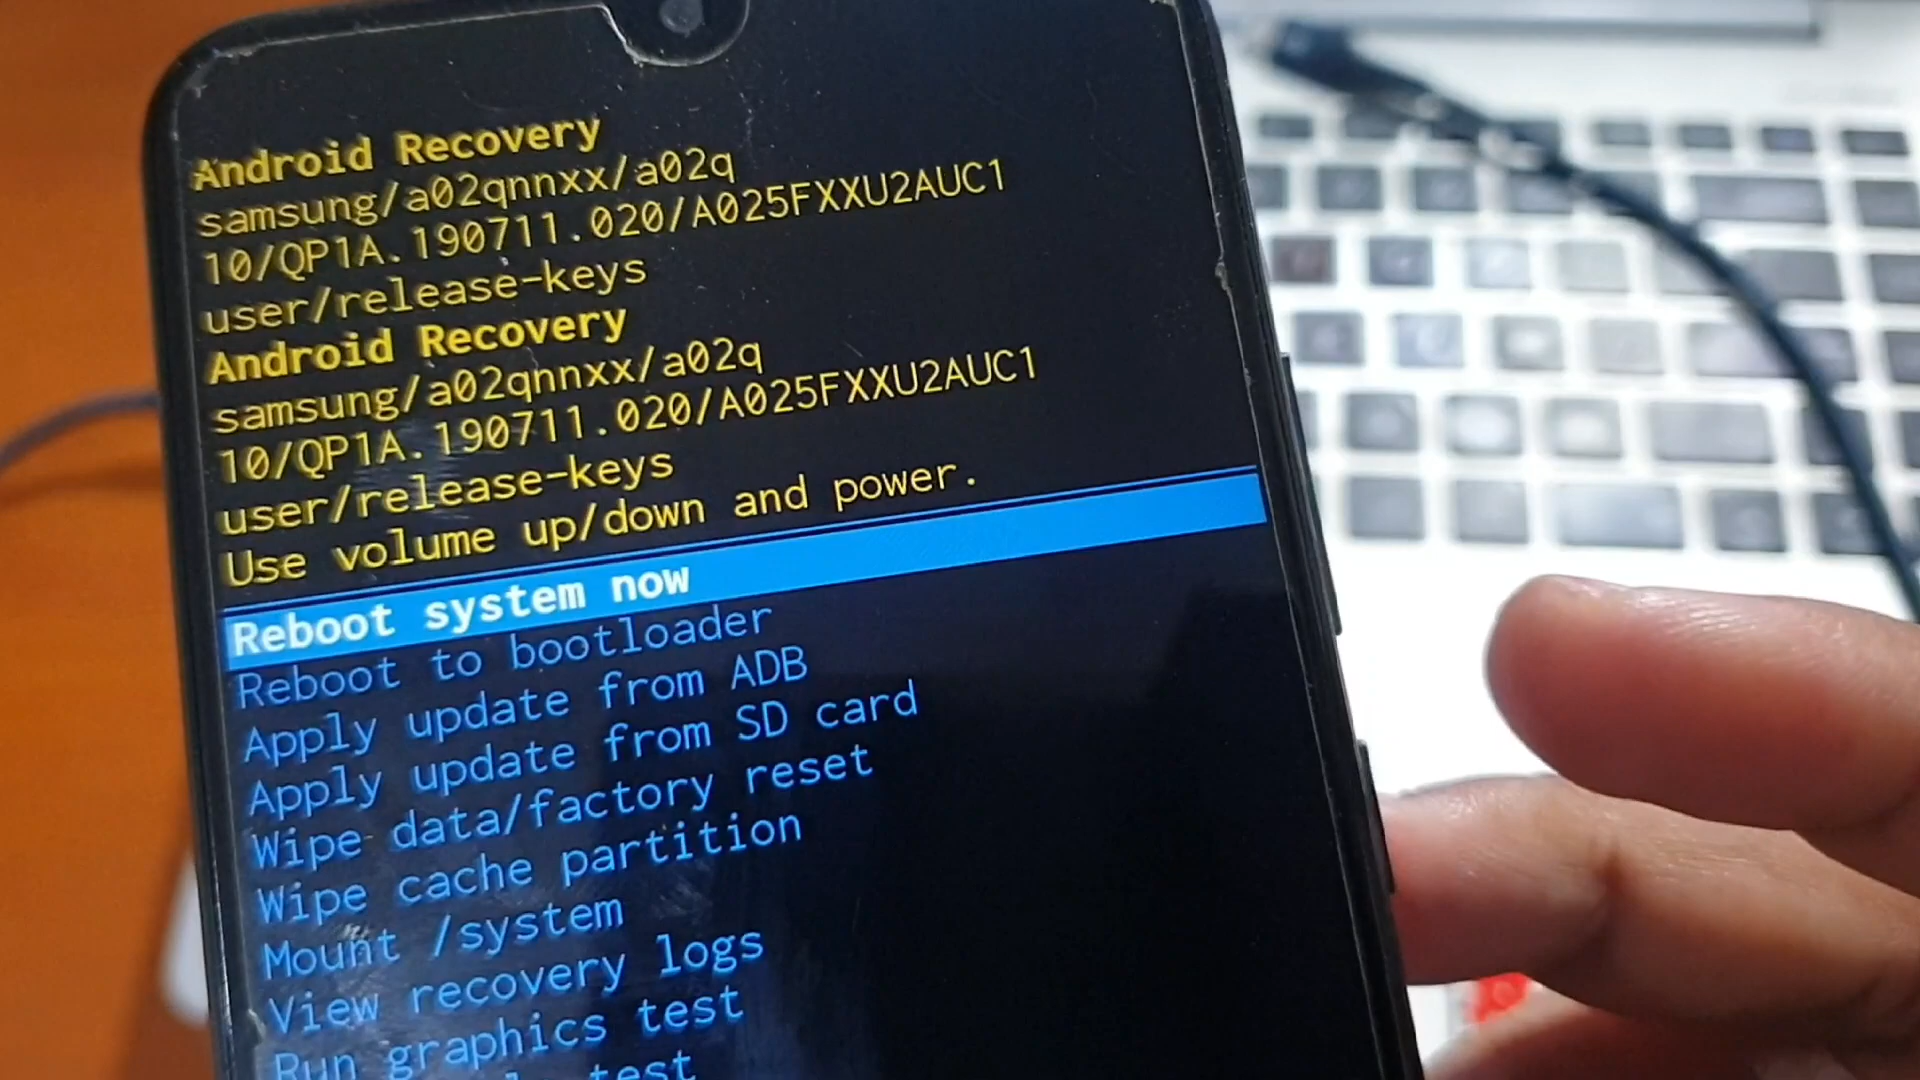 Android Recovery
samsung/a02qnnxx/a02q
10/QP1A.190711.020/A025FXXU2AUC1
user/release-keys
Android Recovery
samsung/a02qnnxx/a02q
10/QP1A.190711.020/A025FXXU2AUC1
user/release-keys
Use volume up/down and power.
Reboot system now
Reboot to bootloader
Apply update from ADB
Apply update from SD card
Wipe data/factory reset
Wipe cache partition
Mount /system
View recovery logs
Run graphics test
test